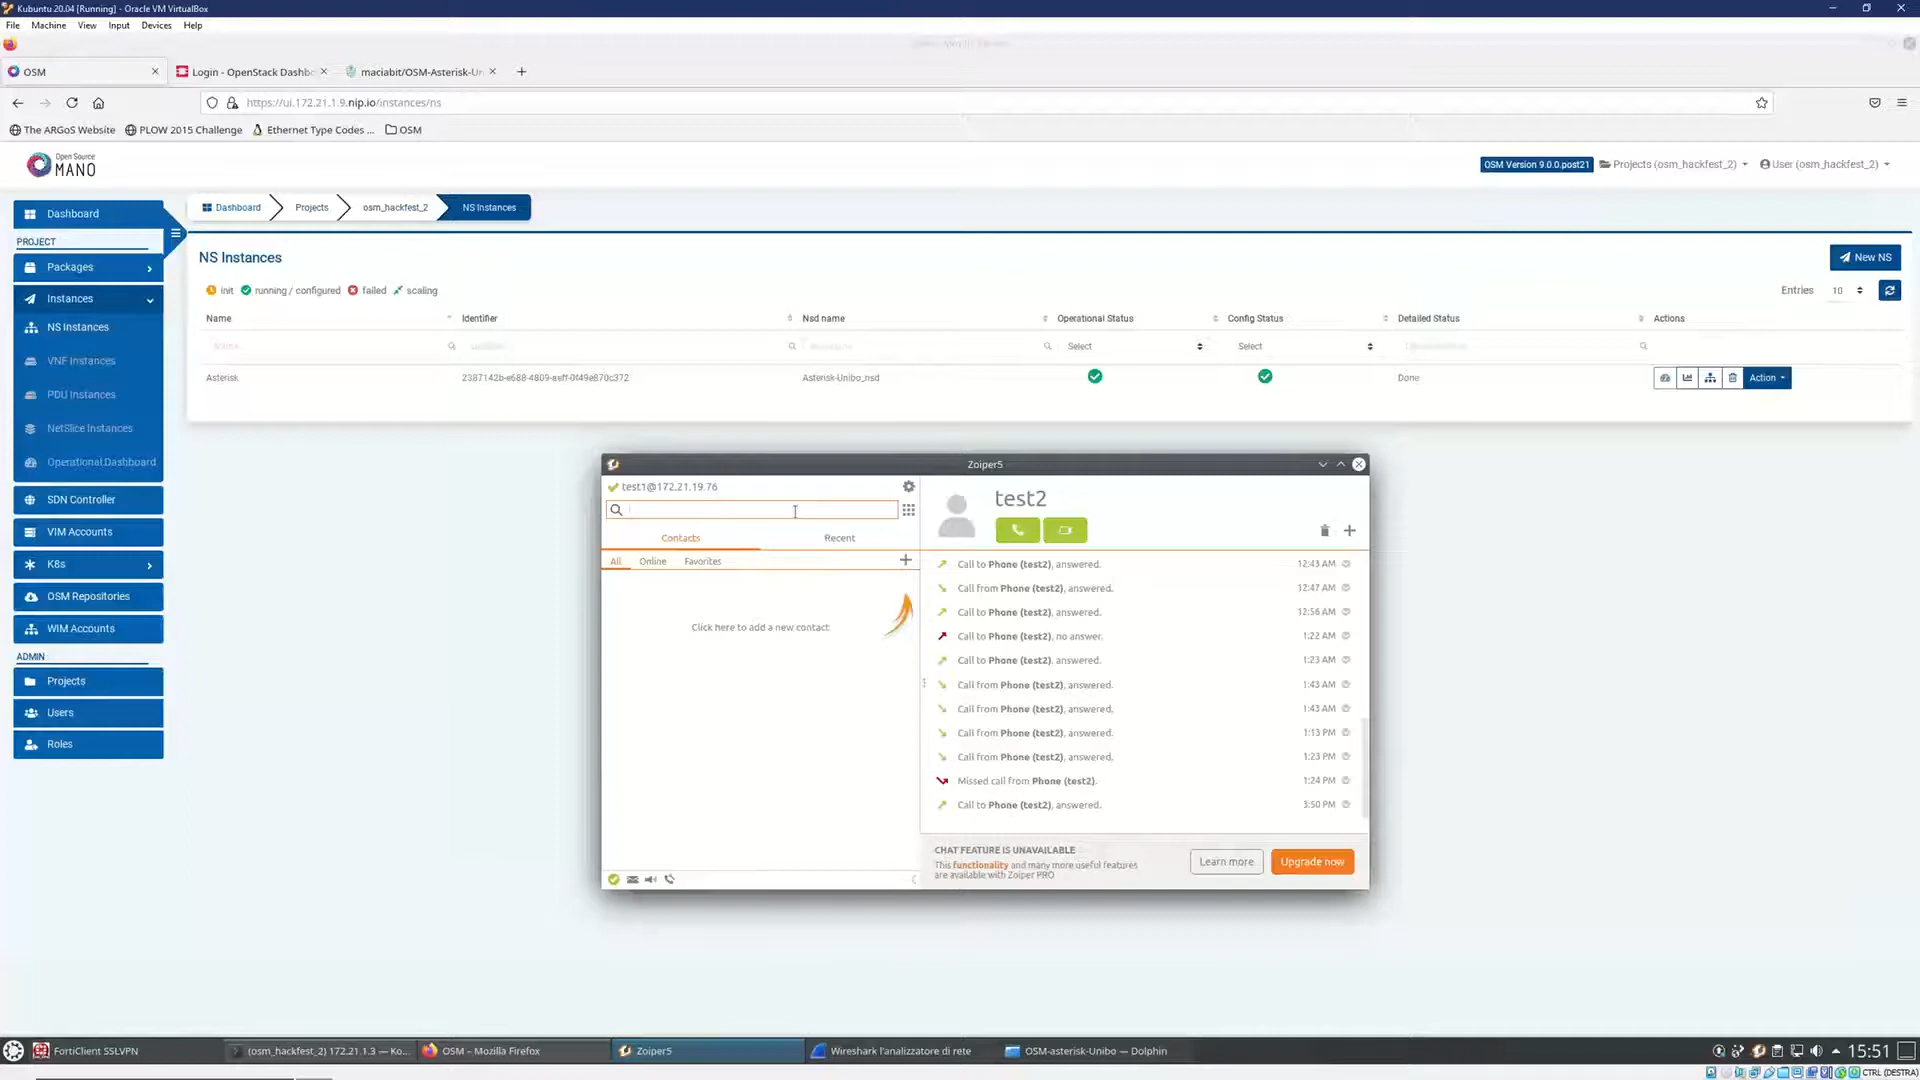 Kubuntu 20.04 [Running] - Oracle VM VirtualBox
File Machine View Input Devices Help
OSM
Login - OpenStack Dashbo
maciabit/OSM-Asterisk-Un
https://ui.172.21.1.9.nip.io/instances/ns
The ARGoS Website
PLOW 2015 Challenge
Ethernet Type Codes ...
OSM
Open Source
MANO
OSM Version 9.0.0.post21
Projects (osm_hackfest_2)
User (osm_hackfest_2)
Dashboard
PROJECT
Packages
Instances
NS Instances
VNF Instances
PDU Instances
NetSlice Instances
Operational Dashboard
SDN Controller
VIM Accounts
K8s
OSM Repositories
WIM Accounts
ADMIN
Projects
Users
Roles
Dashboard
Projects
osm_hackfest_2
NS Instances
NS Instances
New NS
init
running / configured
failed
scaling
Entries 10
Name
Identifier
Nsd name
Operational Status
Config Status
Detailed Status
Actions
Name
Select
Select
Asterisk
2387142b-e688-4809-aeff-0f49e870c372
Asterisk-Unibo_nsd
Done
Action
Zoiper5
test1@172.21.19.76
Contacts
Recent
All
Online
Favorites
Click here to add a new contact
test2
Call to Phone (test2), answered. 12:43 AM
Call from Phone (test2), answered. 12:47 AM
Call to Phone (test2), answered. 12:56 AM
Call to Phone (test2), no answer. 1:22 AM
Call to Phone (test2), answered. 1:23 AM
Call from Phone (test2), answered. 1:43 AM
Call from Phone (test2), answered. 1:43 AM
Call from Phone (test2), answered. 1:13 PM
Call from Phone (test2), answered. 1:23 PM
Missed call from Phone (test2). 1:24 PM
Call to Phone (test2), answered. 3:50 PM
CHAT FEATURE IS UNAVAILABLE
This functionality and many more useful features
are available with Zoiper PRO
Learn more
Upgrade now
FortiClient SSLVPN
(osm_hackfest_2) 172.21.1.3 — Ko...
OSM – Mozilla Firefox
Zoiper5
Wireshark l'analizzatore di rete
OSM-asterisk-Unibo — Dolphin
15:51
CTRL (DESTRA)